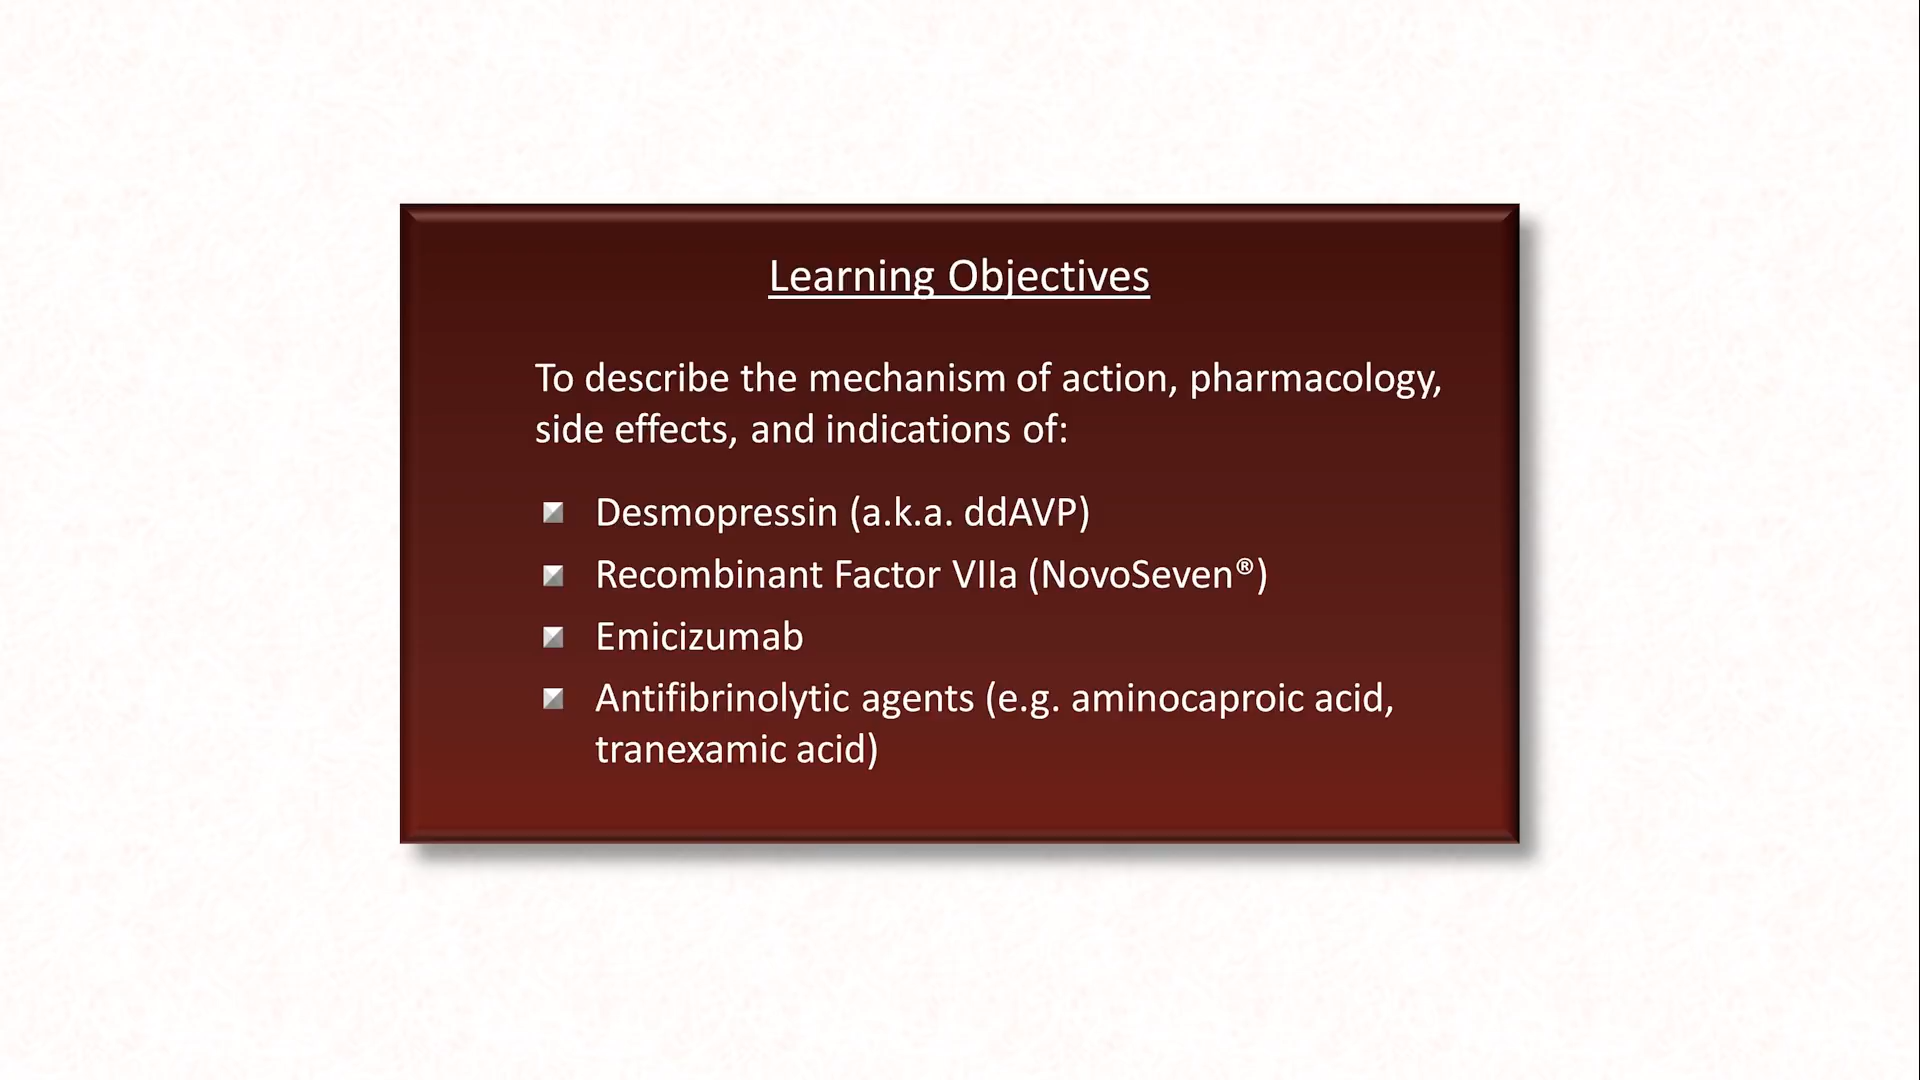 Learning Objectives
To describe the mechanism of action, pharmacology,
side effects, and indications of:
Desmopressin (a.k.a. ddAVP)
Recombinant Factor VIIa (NovoSeven®)
Emicizumab
Antifibrinolytic agents (e.g. aminocaproic acid,
tranexamic acid)